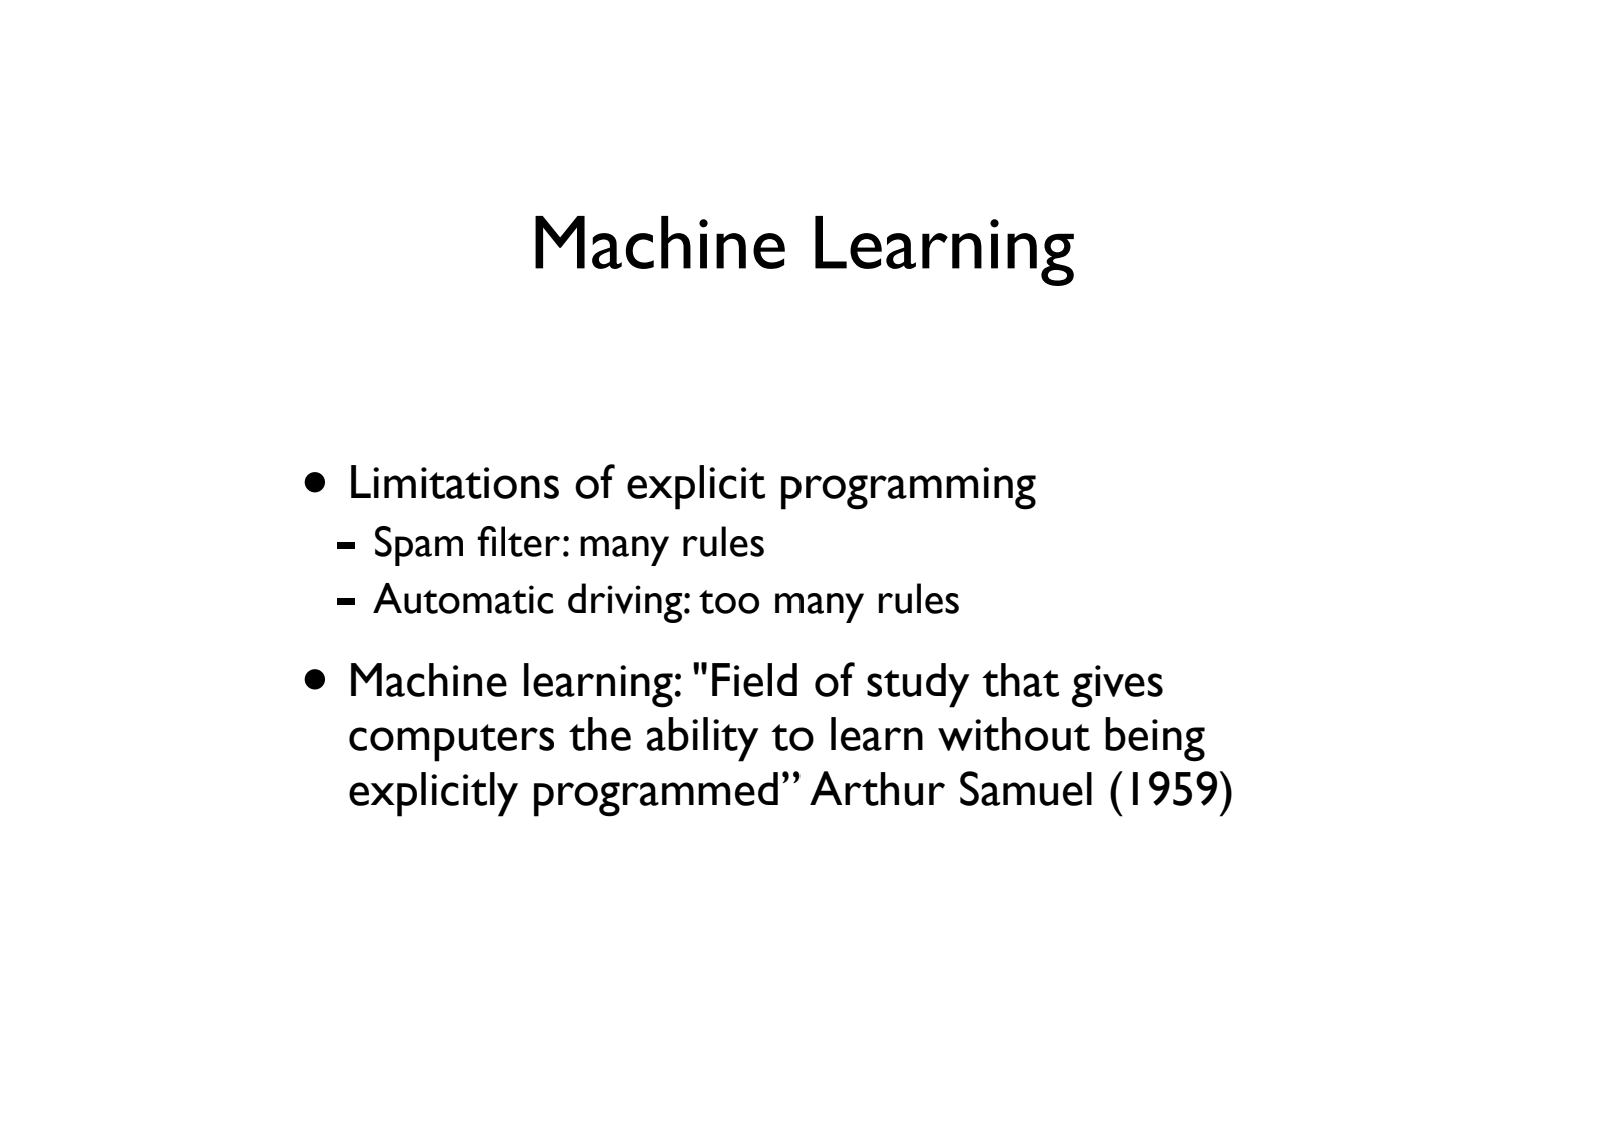 Machine Learning
• Limitations of explicit programming
- Spam filter: many rules
- Automatic driving: too many rules
• Machine learning: "Field of study that gives
computers the ability to learn without being
explicitly programmed” Arthur Samuel (1959)